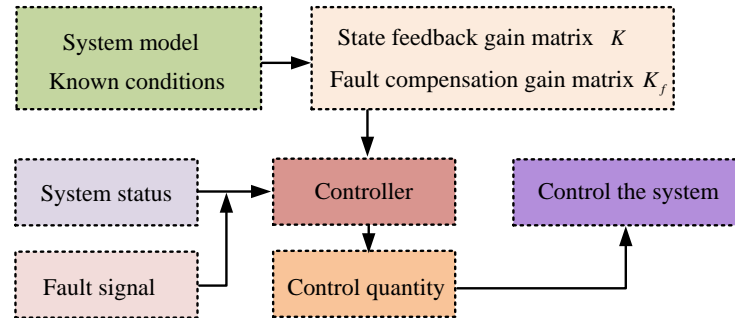 System model
Known conditions
State feedback gain matrix K
Fault compensation gain matrix K_f
System status
Controller
Control the system
Fault signal
Control quantity